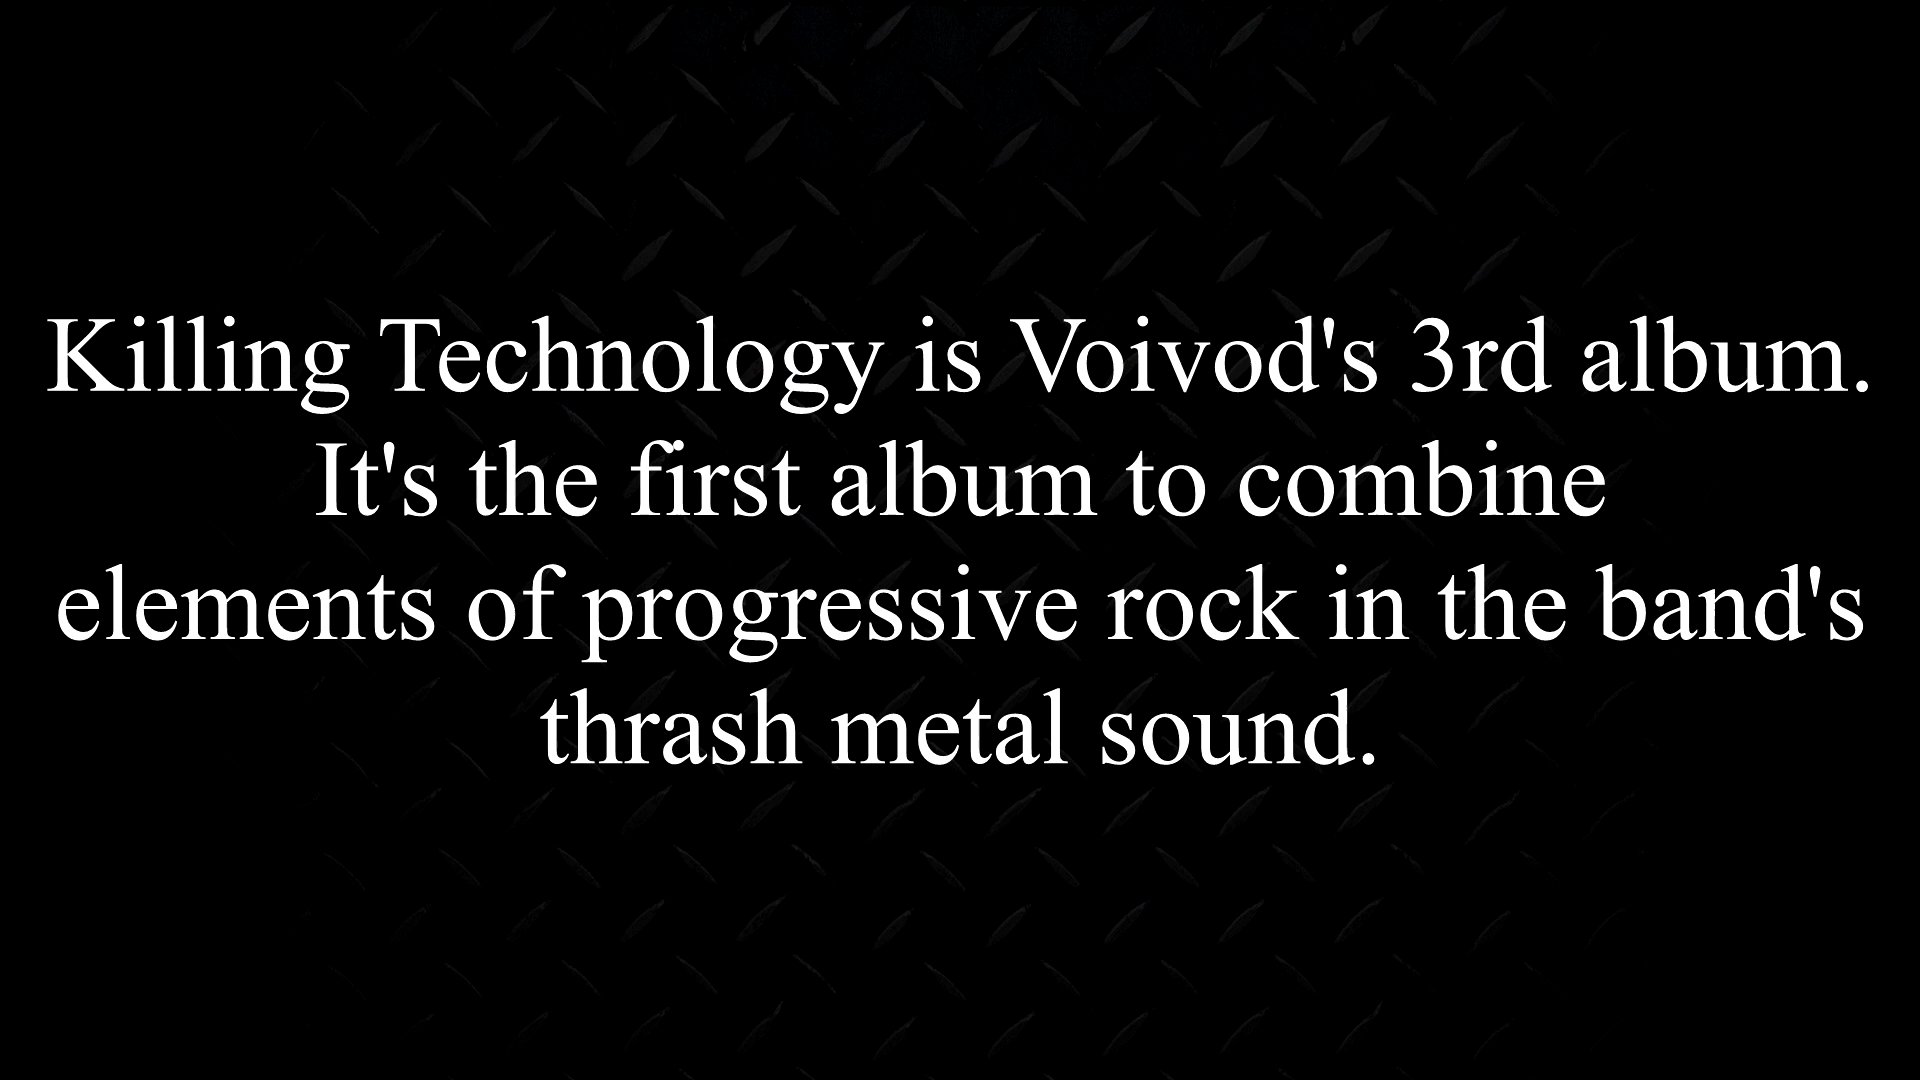 Killing Technology is Voivod's 3rd album.
It's the first album to combine
elements of progressive rock in the band's
thrash metal sound.